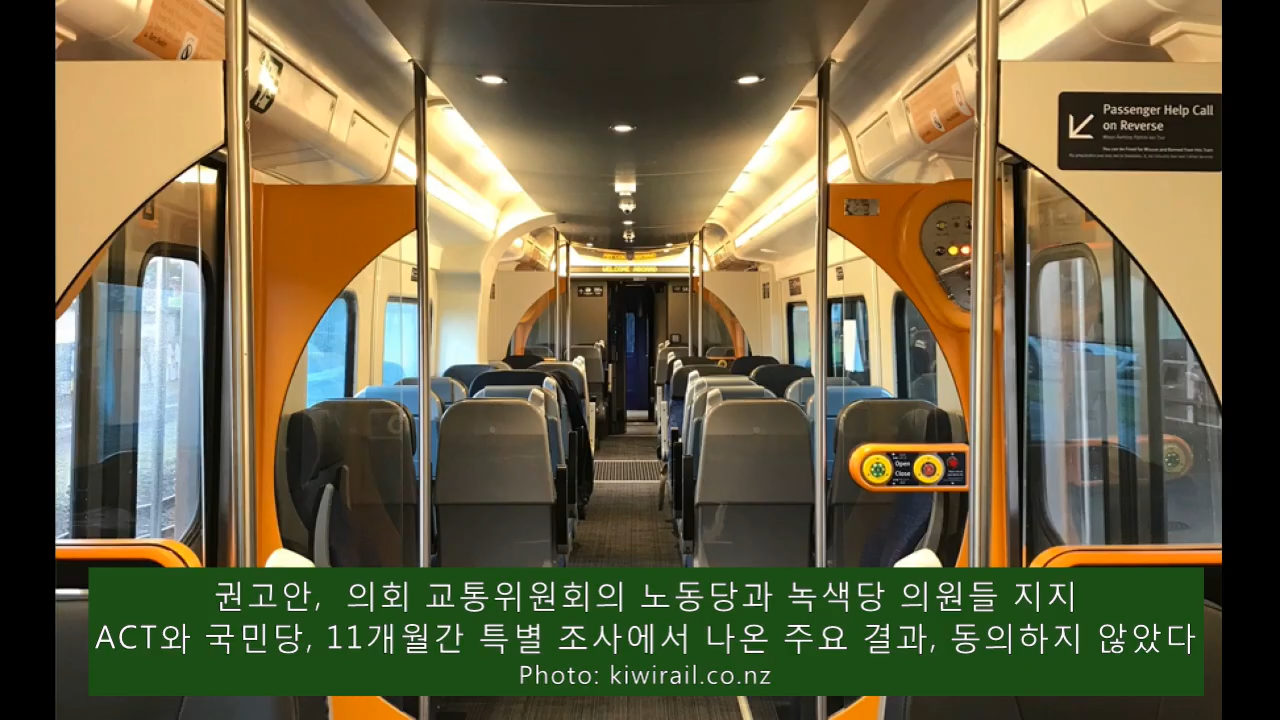 Passenger Help Call
on Reverse
WELCOME ABOARD
Open
Close
권고안, 의회 교통위원회의 노동당과 녹색당 의원들 지지
ACT와 국민당, 11개월간 특별 조사에서 나온 주요 결과, 동의하지 않았다
Photo: kiwirail.co.nz